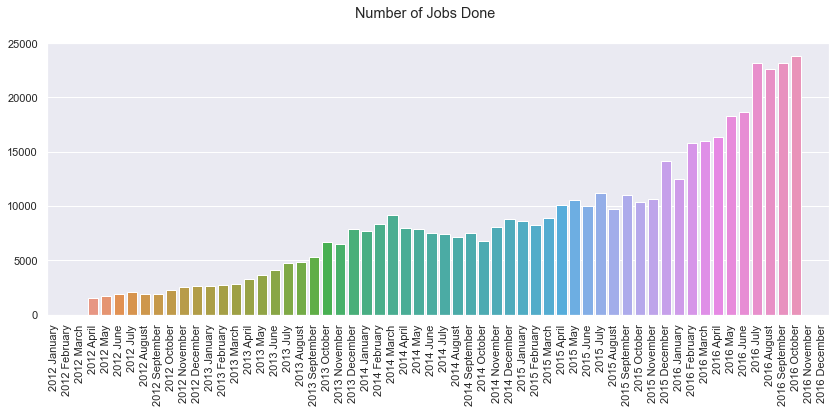 Number of Jobs Done
25000
20000
15000
10000
5000
0
2012 January
2012 February
2012 March
2012 April
2012 May
2012 June
2012 July
2012 August
2012 September
2012 October
2012 November
2012 December
2013 January
2013 February
2013 March
2013 April
2013 May
2013 June
2013 July
2013 August
2013 September
2013 October
2013 November
2013 December
2014 January
2014 February
2014 March
2014 April
2014 May
2014 June
2014 July
2014 August
2014 September
2014 October
2014 November
2014 December
2015 January
2015 February
2015 March
2015 April
2015 May
2015 June
2015 July
2015 August
2015 September
2015 October
2015 November
2015 December
2016 January
2016 February
2016 March
2016 April
2016 May
2016 June
2016 July
2016 August
2016 September
2016 October
2016 November
2016 December